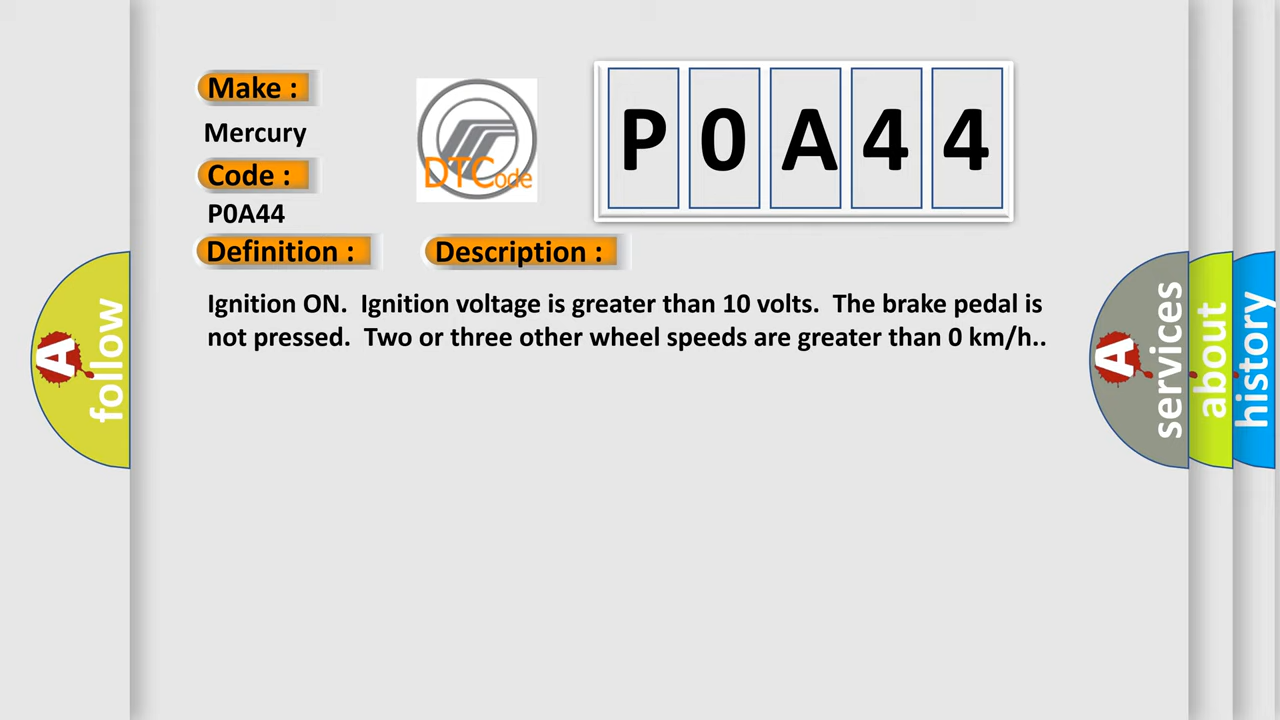 Make :
Mercury
Code :
P0A44
Definition :
Description :
Ignition ON. Ignition voltage is greater than 10 volts. The brake pedal is
not pressed. Two or three other wheel speeds are greater than 0 km/h..
DTCode
P0A44
A follow
A services
about
history